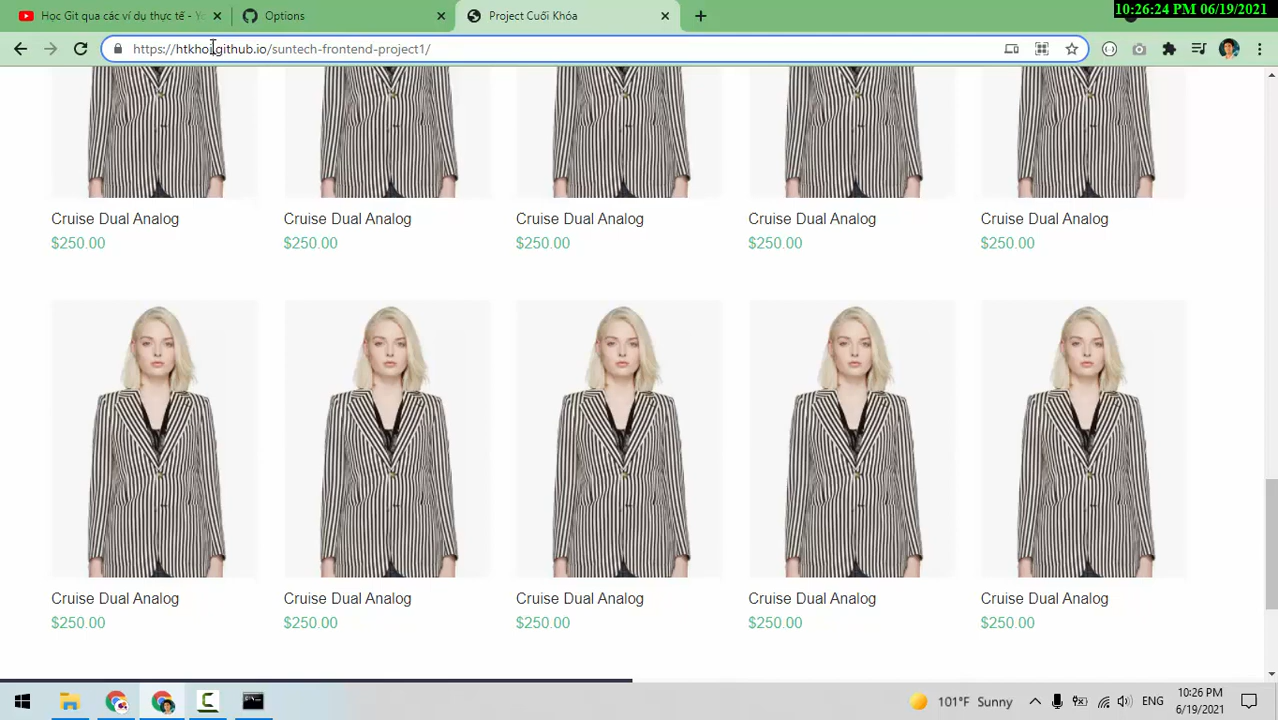 Học Git qua các ví dụ thực tế - Yo
Options
Project Cuối Khóa
10:26:24 PM 06/19/2021
https://htkhoi.github.io/suntech-frontend-project1/
Cruise Dual Analog Cruise Dual Analog Cruise Dual Analog Cruise Dual Analog Cruise Dual Analog
$250.00 $250.00 $250.00 $250.00 $250.00
Cruise Dual Analog Cruise Dual Analog Cruise Dual Analog Cruise Dual Analog Cruise Dual Analog
$250.00 $250.00 $250.00 $250.00 $250.00
101°F Sunny
ENG
10:26 PM
6/19/2021